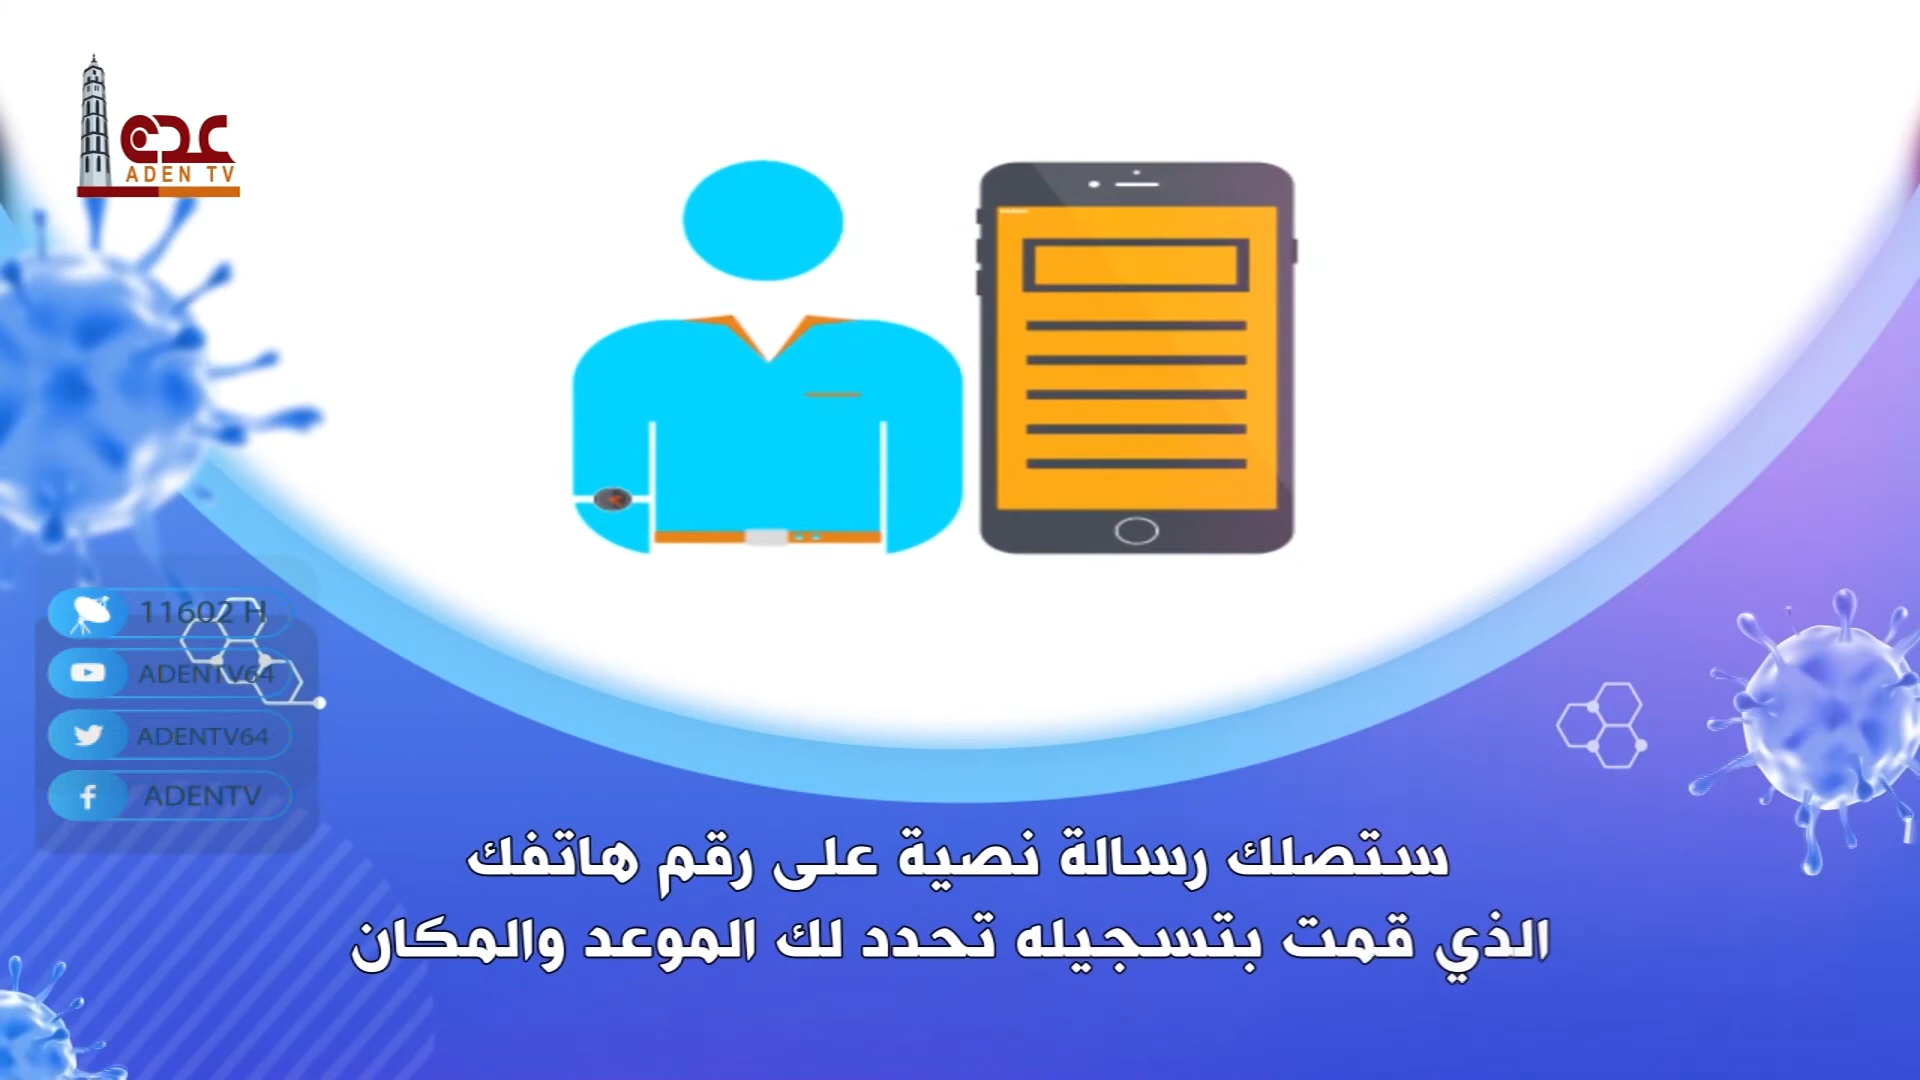 عدن
ADEN TV
11602 H
ADENTV64
ADENTV64
ADENTV
ستصلك رسالة نصية على رقم هاتفك
الذي قمت بتسجيله تحدد لك الموعد والمكان